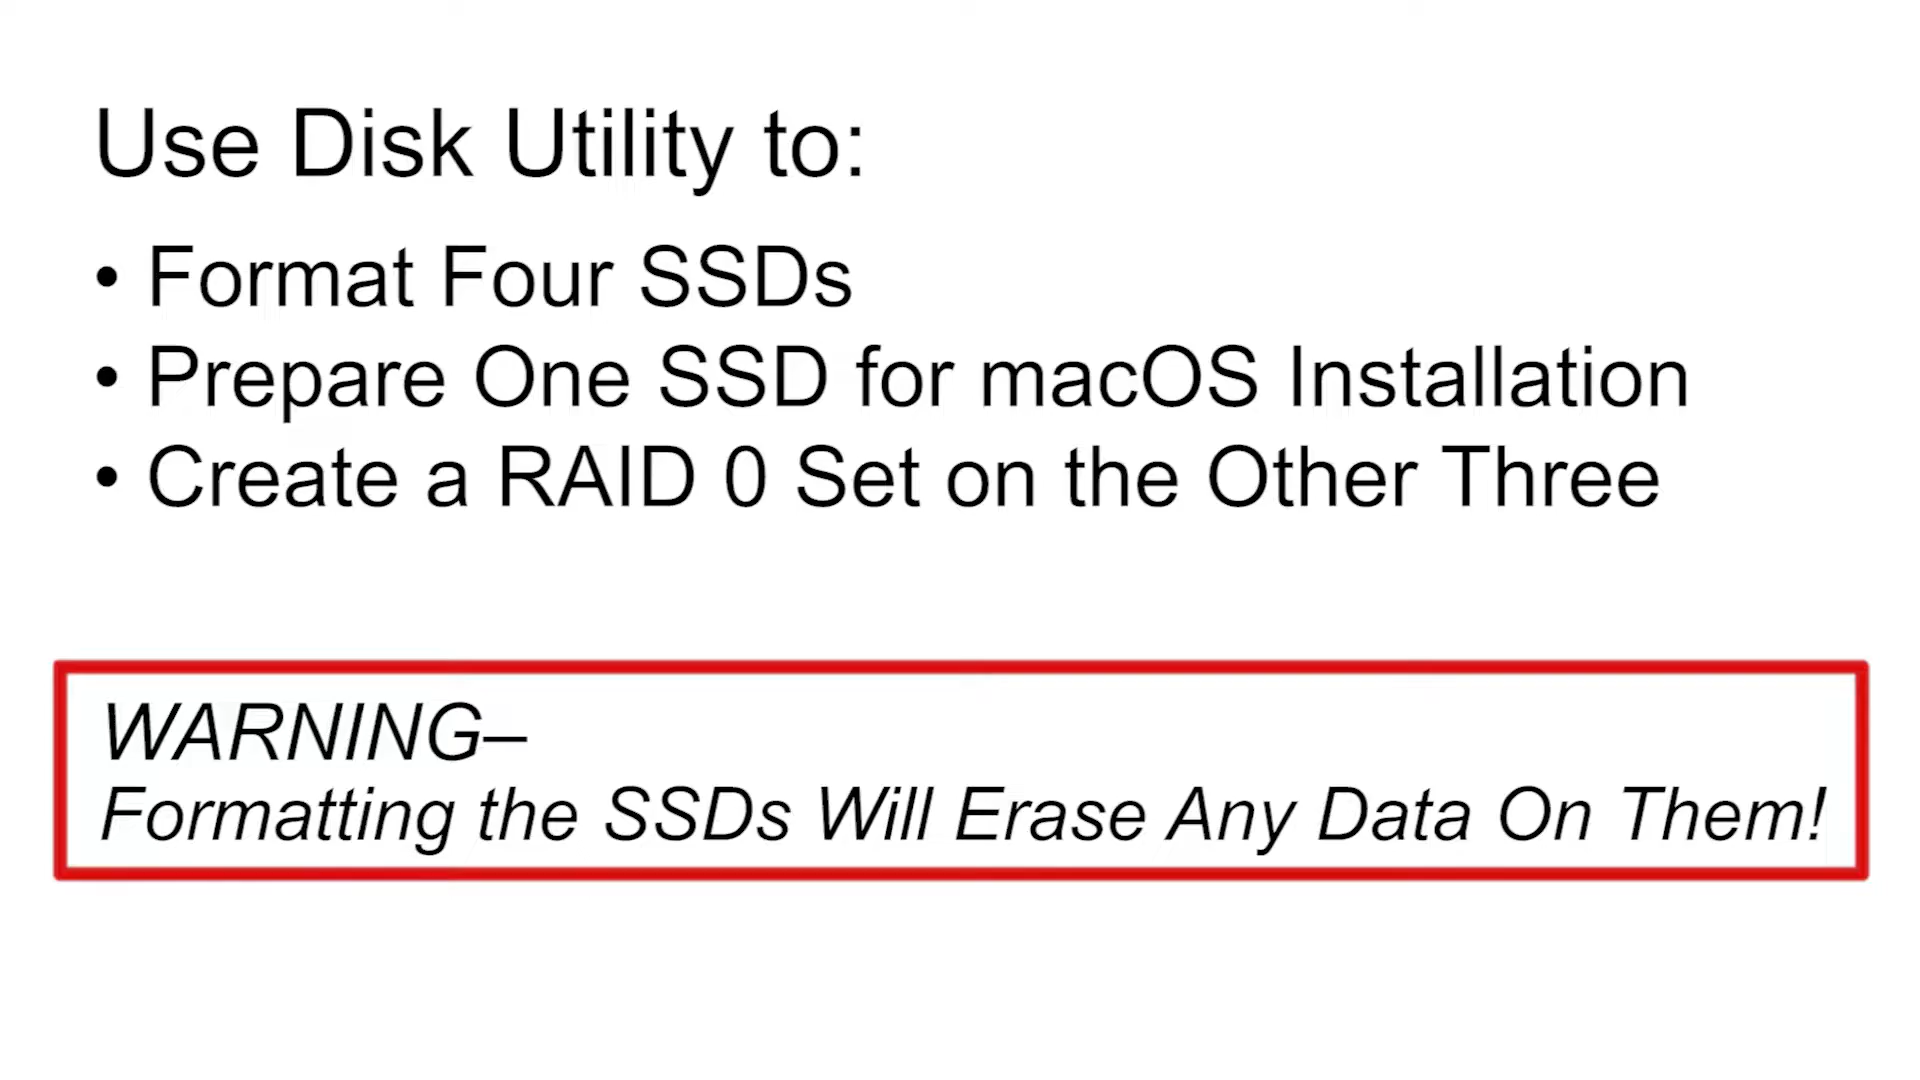 Use Disk Utility to:
• Format Four SSDs
• Prepare One SSD for macOS Installation
• Create a RAID 0 Set on the Other Three
WARNING–
Formatting the SSDs Will Erase Any Data On Them!